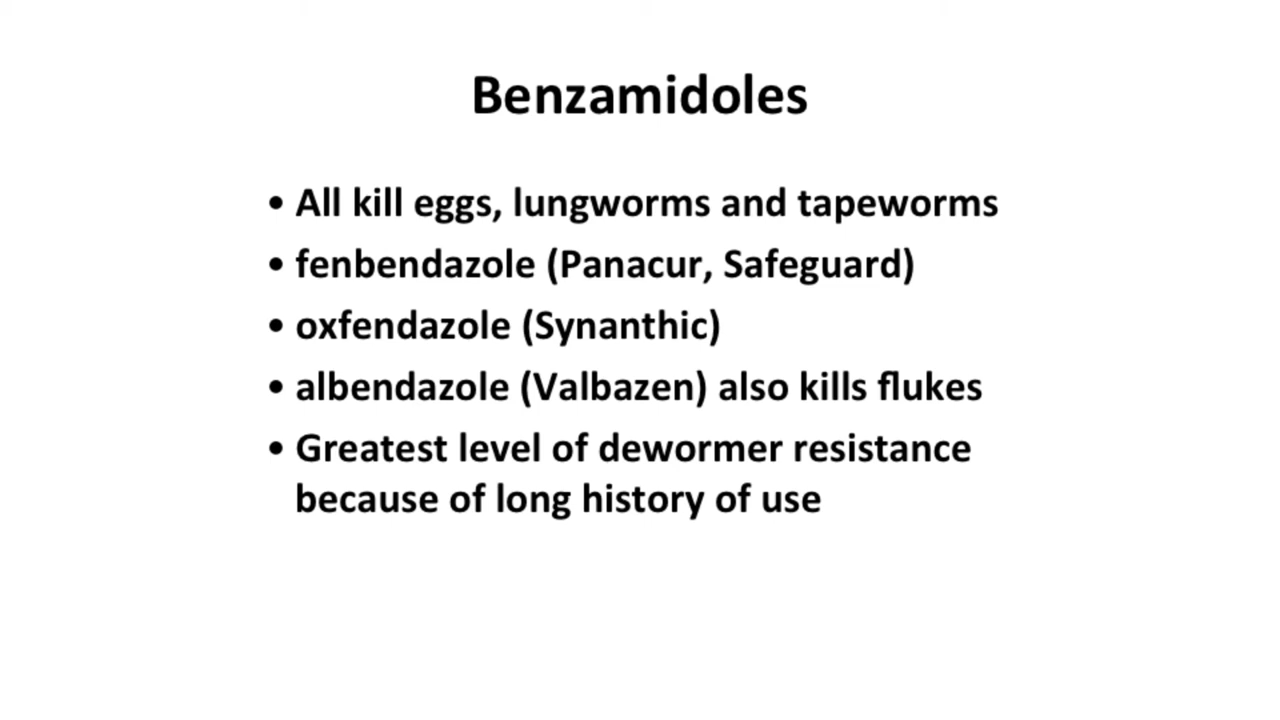 Benzamidoles
• All kill eggs, lungworms and tapeworms
• fenbendazole (Panacur, Safeguard)
• oxfendazole (Synanthic)
• albendazole (Valbazen) also kills flukes
• Greatest level of dewormer resistance
because of long history of use